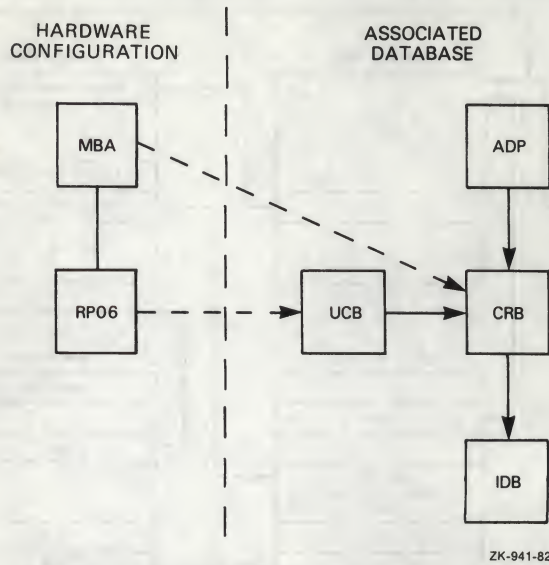 HARDWARE
CONFIGURATION
ASSOCIATED
DATABASE
MBA
ADP
RP06
UCB
CRB
IDB
ZK-941-82